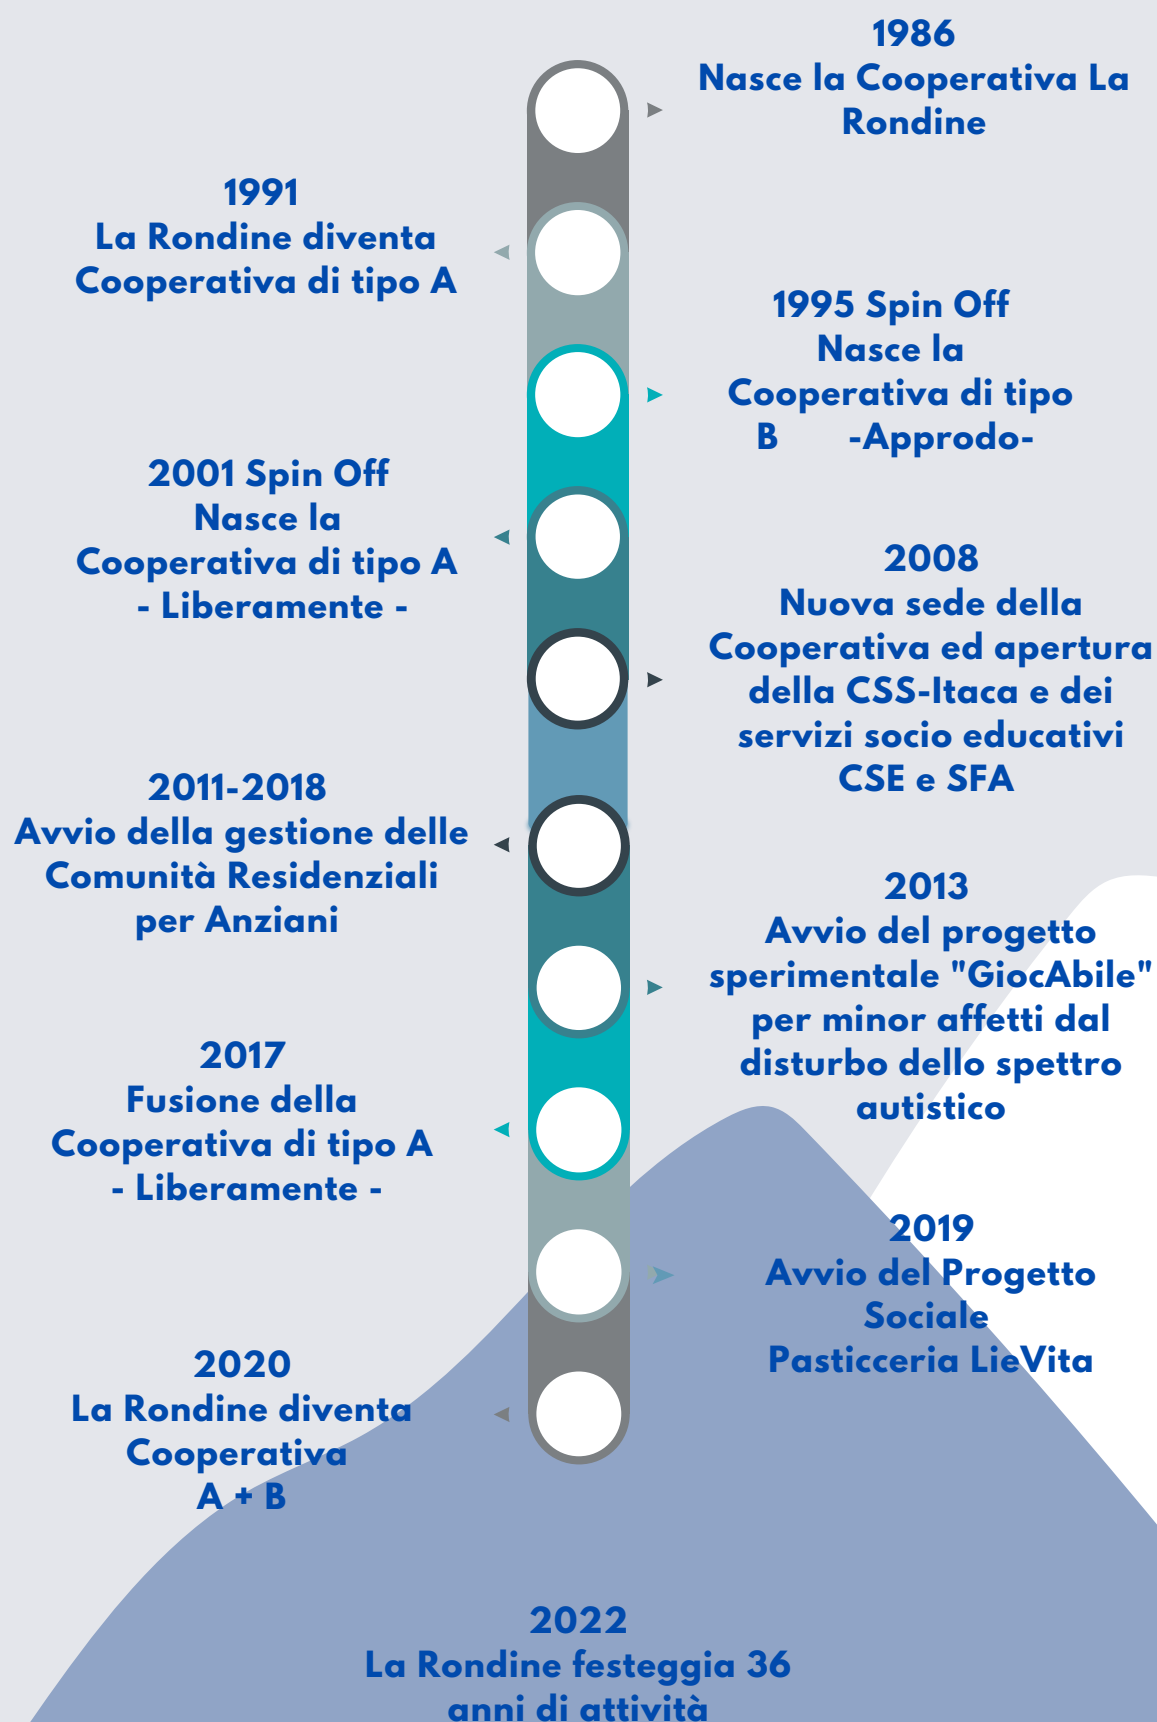 1986
Nasce la Cooperativa La
Rondine
1991
La Rondine diventa
Cooperativa di tipo A
1995 Spin Off
Nasce la
Cooperativa di tipo
B -Approdo-
2001 Spin Off
Nasce la
Cooperativa di tipo A
- Liberamente -
2008
Nuova sede della
Cooperativa ed apertura
della CSS-Itaca e dei
servizi socio educativi
CSE e SFA
2011-2018
Avvio della gestione delle
Comunità Residenziali
per Anziani
2013
Avvio del progetto
sperimentale "GiocAbile"
per minor affetti dal
disturbo dello spettro
autistico
2017
Fusione della
Cooperativa di tipo A
- Liberamente -
2019
Avvio del Progetto
Sociale
Pasticceria LieVita
2020
La Rondine diventa
Cooperativa
A + B
2022
La Rondine festeggia 36
anni di attività